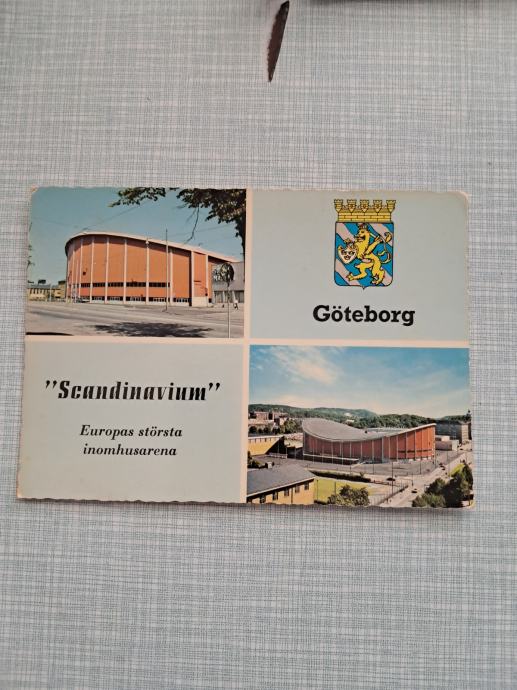 Göteborg
"Scandinavium"
Europas största
inomhusarena